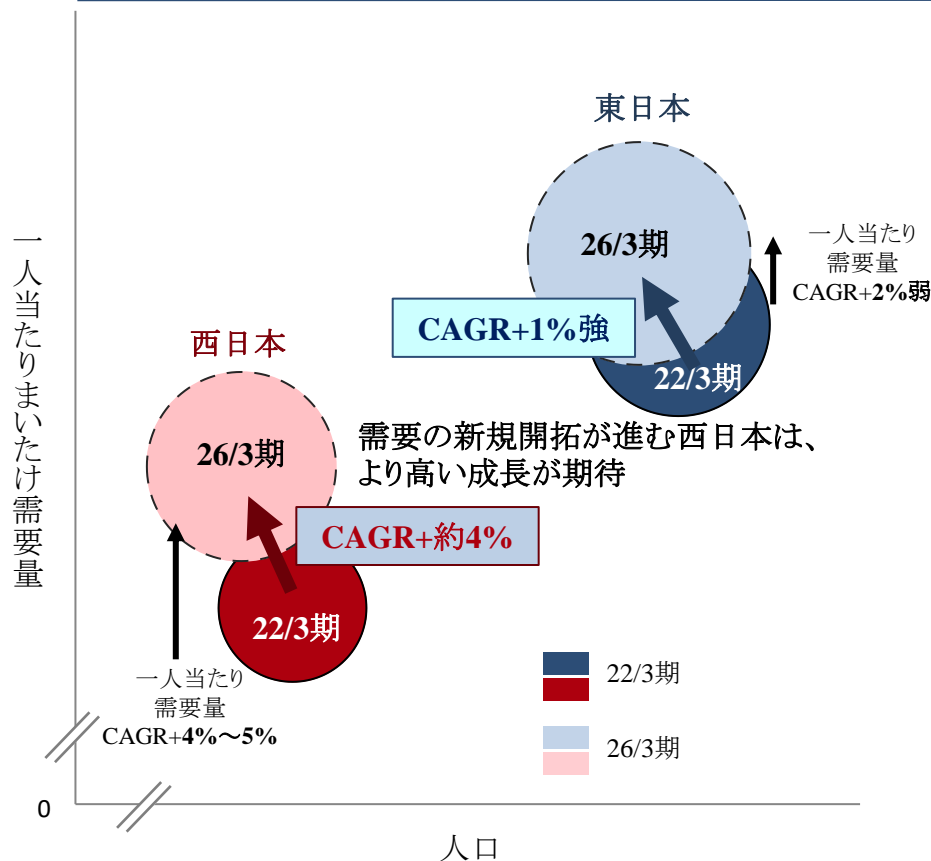 東日本
26/3期
一人当たり
需要量
CAGR+2%弱
CAGR+1%強
22/3期
西日本
26/3期
需要の新規開拓が進む西日本は、
より高い成長が期待
CAGR+約4%
22/3期
一人当たり
需要量
CAGR+4%～5%
22/3期
26/3期
一人当たりまいたけ需要量
0
人口